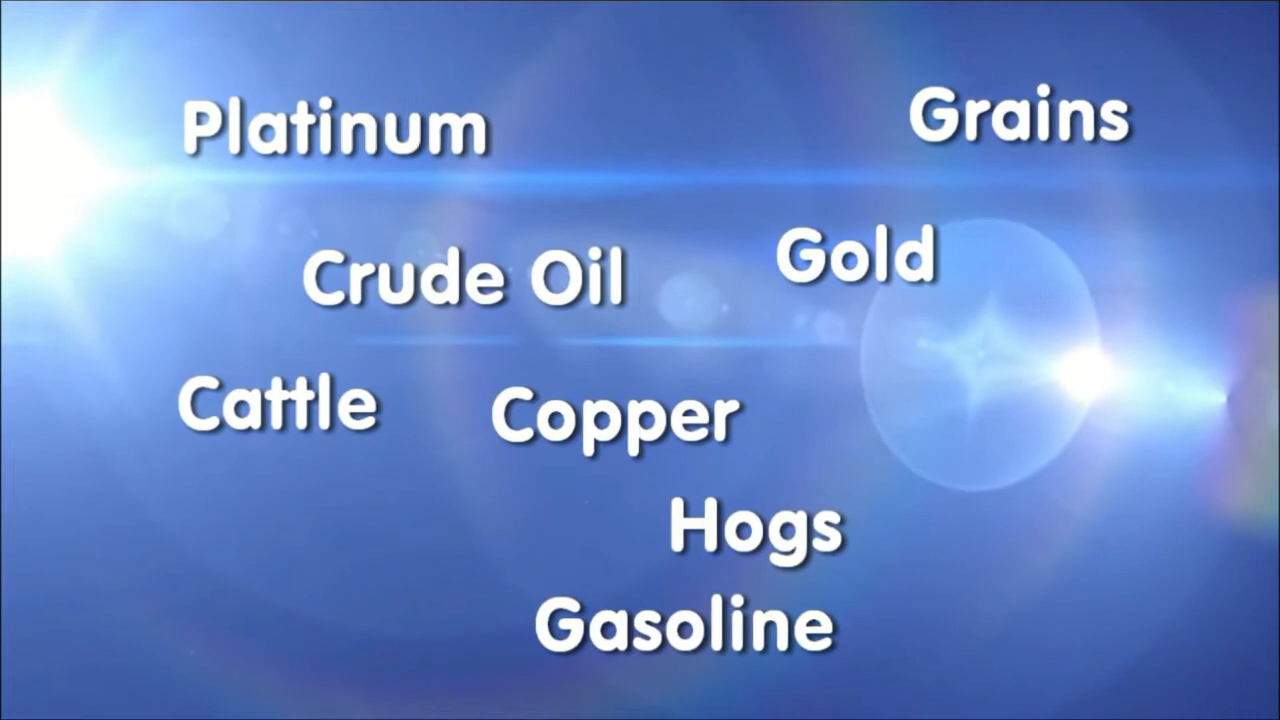 Platinum
Grains
Crude Oil
Gold
Cattle
Copper
Hogs
Gasoline